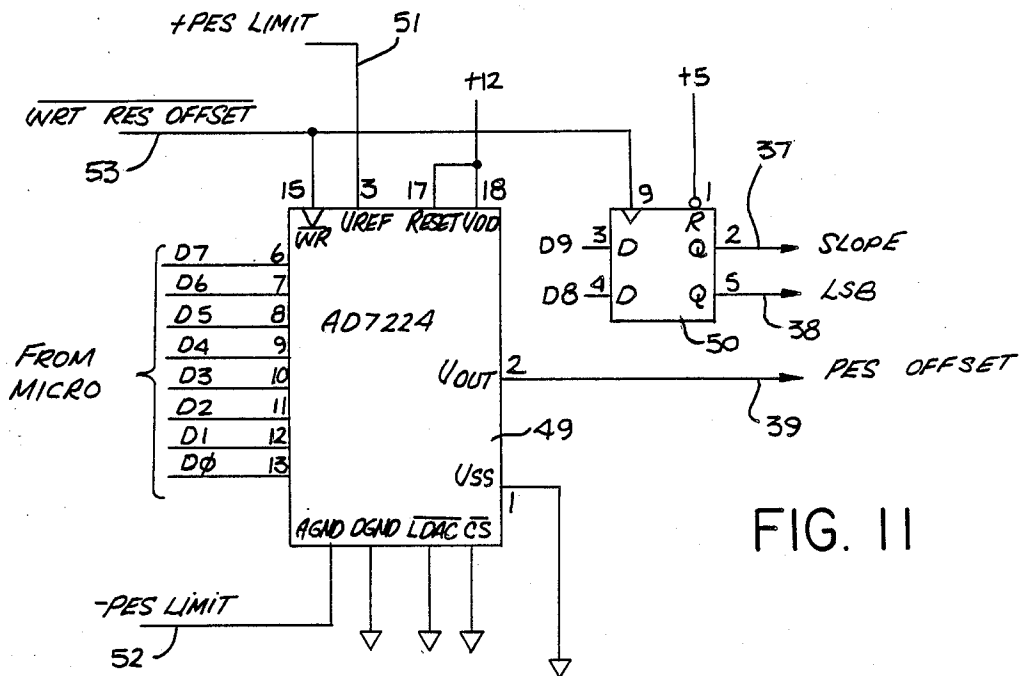 +PES LIMIT
51
WRT RES OFFSET
53
+12
+5
37
15
3
17
18
9
1
WR
VREF
RESET
VDD
R
D9 3 D
Q 2
SLOPE
D8 4 D
Q 5
LSB
38
50
D7 6
D6 7
D5 8
D4 9
D3 10
D2 11
D1 12
DØ 13
FROM
MICRO
AD7224
VOUT
2
PES OFFSET
39
49
VSS
1
AGND DGND LDAC CS
-PES LIMIT
52
FIG. 11